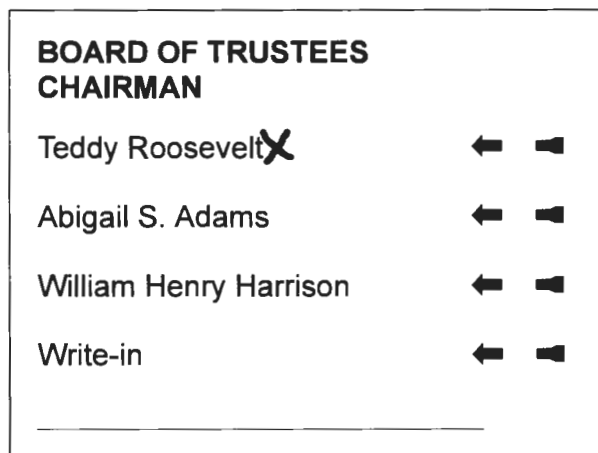 BOARD OF TRUSTEES
CHAIRMAN
Teddy Roosevelt X
Abigail S. Adams
William Henry Harrison
Write-in